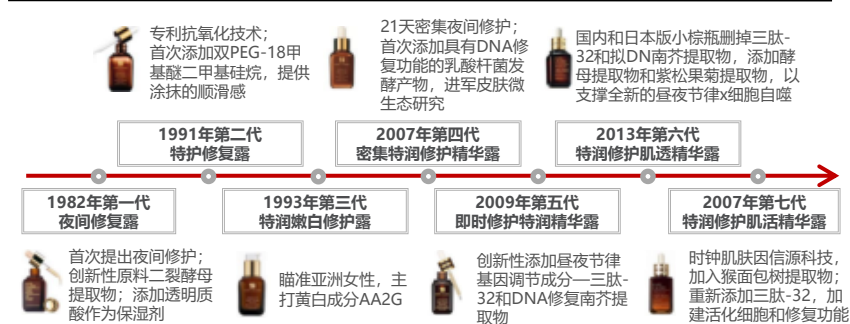 专利抗氧化技术；
首次添加双PEG-18甲
基醚二甲基硅烷，提供
涂抹的顺滑感
21天密集夜间修护；
首次添加具有DNA修
复功能的乳酸杆菌发
酵产物，进军皮肤微
生态研究
国内和日本版小棕瓶删掉三肽-
32和拟DN南芥提取物，添加酵
母提取物和紫松果菊提取物，以
支撑全新的昼夜节律x细胞自噬
1991年第二代
特护修复露
2007年第四代
密集特润修护精华露
2013年第六代
特润修护肌透精华露
1982年第一代
夜间修复露
1993年第三代
特润嫩白修护露
2009年第五代
即时修护特润精华露
2007年第七代
特润修护肌活精华露
首次提出夜间修护；
创新性原料二裂酵母
提取物；添加透明质
酸作为保湿剂
瞄准亚洲女性，主
打黄白成分AA2G
创新性添加昼夜节律
基因调节成分—三肽-
32和DNA修复南芥提
取物
时钟肌肤因信源科技，
加入猴面包树提取物；
重新添加三肽-32，加
建活化细胞和修复功能